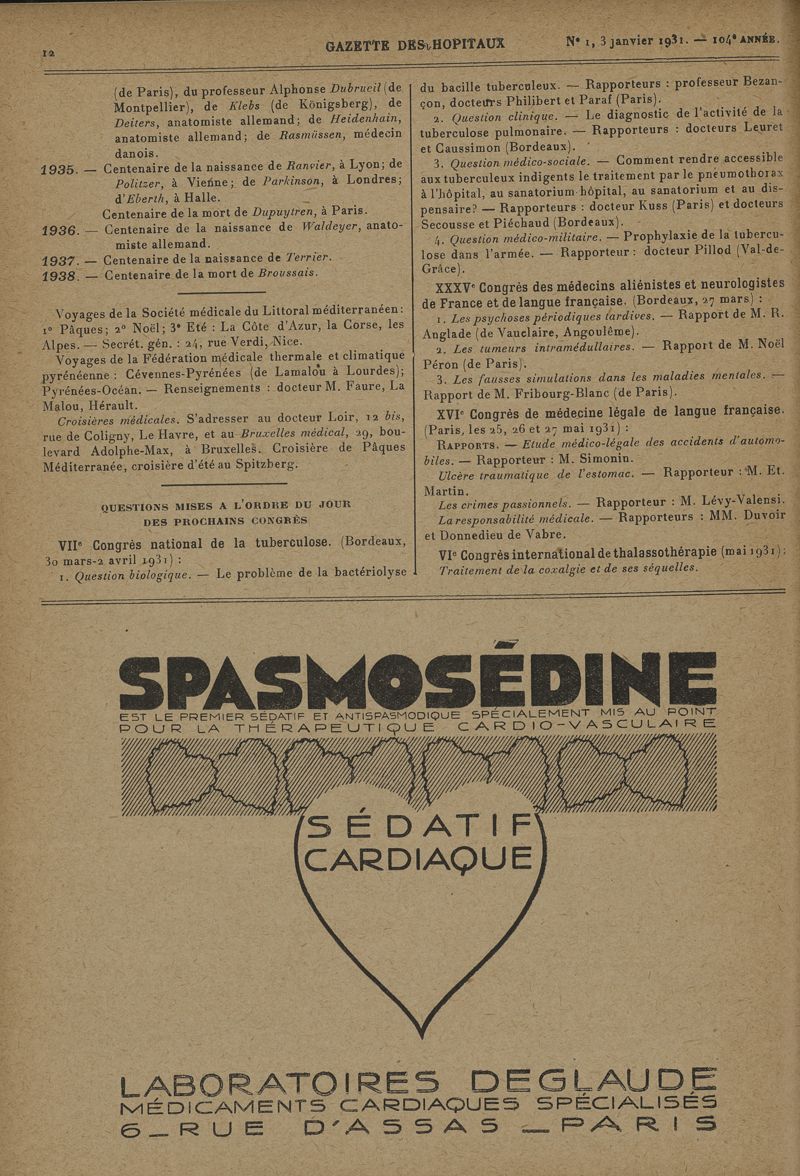 12
GAZETTE DES HOPITAUX
N° 1, 3 janvier 1931. — 104e ANNÉE.
(de Paris), du professeur Alphonse Dubrueil (de
Montpellier), de Klebs (de Königsberg), de
Deiters, anatomiste allemand; de Heidenhain,
anatomiste allemand; de Rasmüssen, médecin
danois.
1935. — Centenaire de la naissance de Ranvier, à Lyon; de
Politzer, à Vienne; de Parkinson, à Londres;
d'Eberth, à Halle.
Centenaire de la mort de Dupuytren, à Paris.
1936. — Centenaire de la naissance de Waldeyer, anato-
miste allemand.
1937. — Centenaire de la naissance de Terrier.
1938. — Centenaire de la mort de Broussais.
Voyages de la Société médicale du Littoral méditerranéen:
1° Pâques; 2° Noël; 3° Eté : La Côte d'Azur, la Corse, les
Alpes. — Secrét. gén. : 24, rue Verdi, Nice.
Voyages de la Fédération médicale thermale et climatique
pyrénéenne : Cévennes-Pyrénées (de Lamalou à Lourdes);
Pyrénées-Océan. — Renseignements : docteur M. Faure, La
Malou, Hérault.
Croisières médicales. S'adresser au docteur Loir, 12 bis,
rue de Coligny, Le Havre, et au Bruxelles médical, 29, bou-
levard Adolphe-Max, à Bruxelles. Croisière de Pâques
Méditerranée, croisière d'été au Spitzberg.
QUESTIONS MISES A L'ORDRE DU JOUR
DES PROCHAINS CONGRÈS
VIIe Congrès national de la tuberculose. (Bordeaux,
30 mars-2 avril 1931) :
1. Question biologique. — Le problème de la bactériolyse
du bacille tuberculeux. — Rapporteurs : professeur Bezan-
çon, docteurs Philibert et Paraf (Paris).
2. Question clinique. — Le diagnostic de l'activité de la
tuberculose pulmonaire. — Rapporteurs : docteurs Leuret
et Caussimon (Bordeaux).
3. Question médico-sociale. — Comment rendre accessible
aux tuberculeux indigents le traitement par le pneumothorax
à l'hôpital, au sanatorium-hôpital, au sanatorium et au dis-
pensaire? — Rapporteurs : docteur Kuss (Paris) et docteurs
Secousse et Piéchaud (Bordeaux).
4. Question médico-militaire. — Prophylaxie de la tubercu-
lose dans l'armée. — Rapporteur : docteur Pillod (Val-de-
Grâce).
XXXVe Congrès des médecins aliénistes et neurologistes
de France et de langue française. (Bordeaux, 27 mars) :
1. Les psychoses périodiques tardives. — Rapport de M. R.
Anglade (de Vauclaire, Angoulême).
2. Les tumeurs intramédullaires. — Rapport de M. Noël
Péron (de Paris).
3. Les fausses simulations dans les maladies mentales. —
Rapport de M. Fribourg-Blanc (de Paris).
XVIe Congrès de médecine légale de langue française.
(Paris, les 25, 26 et 27 mai 1931) :
RAPPORTS. — Etude médico-légale des accidents d'automo-
biles. — Rapporteur : M. Simonin.
Ulcère traumatique de l'estomac. — Rapporteur : M. Et.
Martin.
Les crimes passionnels. — Rapporteur : M. Lévy-Valensi.
La responsabilité médicale. — Rapporteurs : MM. Duvoir
et Donnedieu de Vabre.
VIe Congrès international de thalassothérapie (mai 1931) :
Traitement de la coxalgie et de ses séquelles.
SPASMOSÉDINE
EST LE PREMIER SÉDATIF ET ANTISPASMODIQUE SPÉCIALEMENT MIS AU POINT
POUR LA THÉRAPEUTIQUE CARDIO-VASCULAIRE
SÉDATIF
CARDIAQUE
LABORATOIRES DEGLAUDE
MÉDICAMENTS CARDIAQUES SPÉCIALISÉS
6_RUE D'ASSAS_PARIS